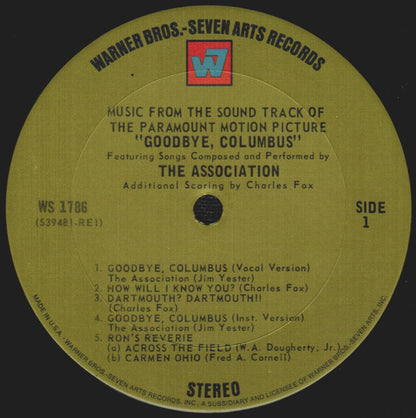 WARNER BROS.-SEVEN ARTS RECORDS
W7
MUSIC FROM THE SOUND TRACK OF
THE PARAMOUNT MOTION PICTURE
"GOODBYE, COLUMBUS"
Featuring Songs Composed and Performed by
THE ASSOCIATION
Additional Scoring by Charles Fox
WS 1786
(S39481-RE1)
SIDE
1
1. GOODBYE, COLUMBUS (Vocal Version)
The Association (Jim Yester)
2. HOW WILL I KNOW YOU? (Charles Fox)
3. DARTMOUTH? DARTMOUTH!!
(Charles Fox)
4. GOODBYE, COLUMBUS (Inst. Version)
The Association (Jim Yester)
5. RON'S REVERIE
(a) ACROSS THE FIELD (W.A. Dougherty, Jr.)
(b) CARMEN OHIO (Fred A. Cornell)
STEREO
MADE IN U.S.A. - WARNER BROS.-SEVEN ARTS RECORDS, INC., A SUBSIDIARY AND LICENSEE OF WARNER BROS.-SEVEN ARTS, INC.